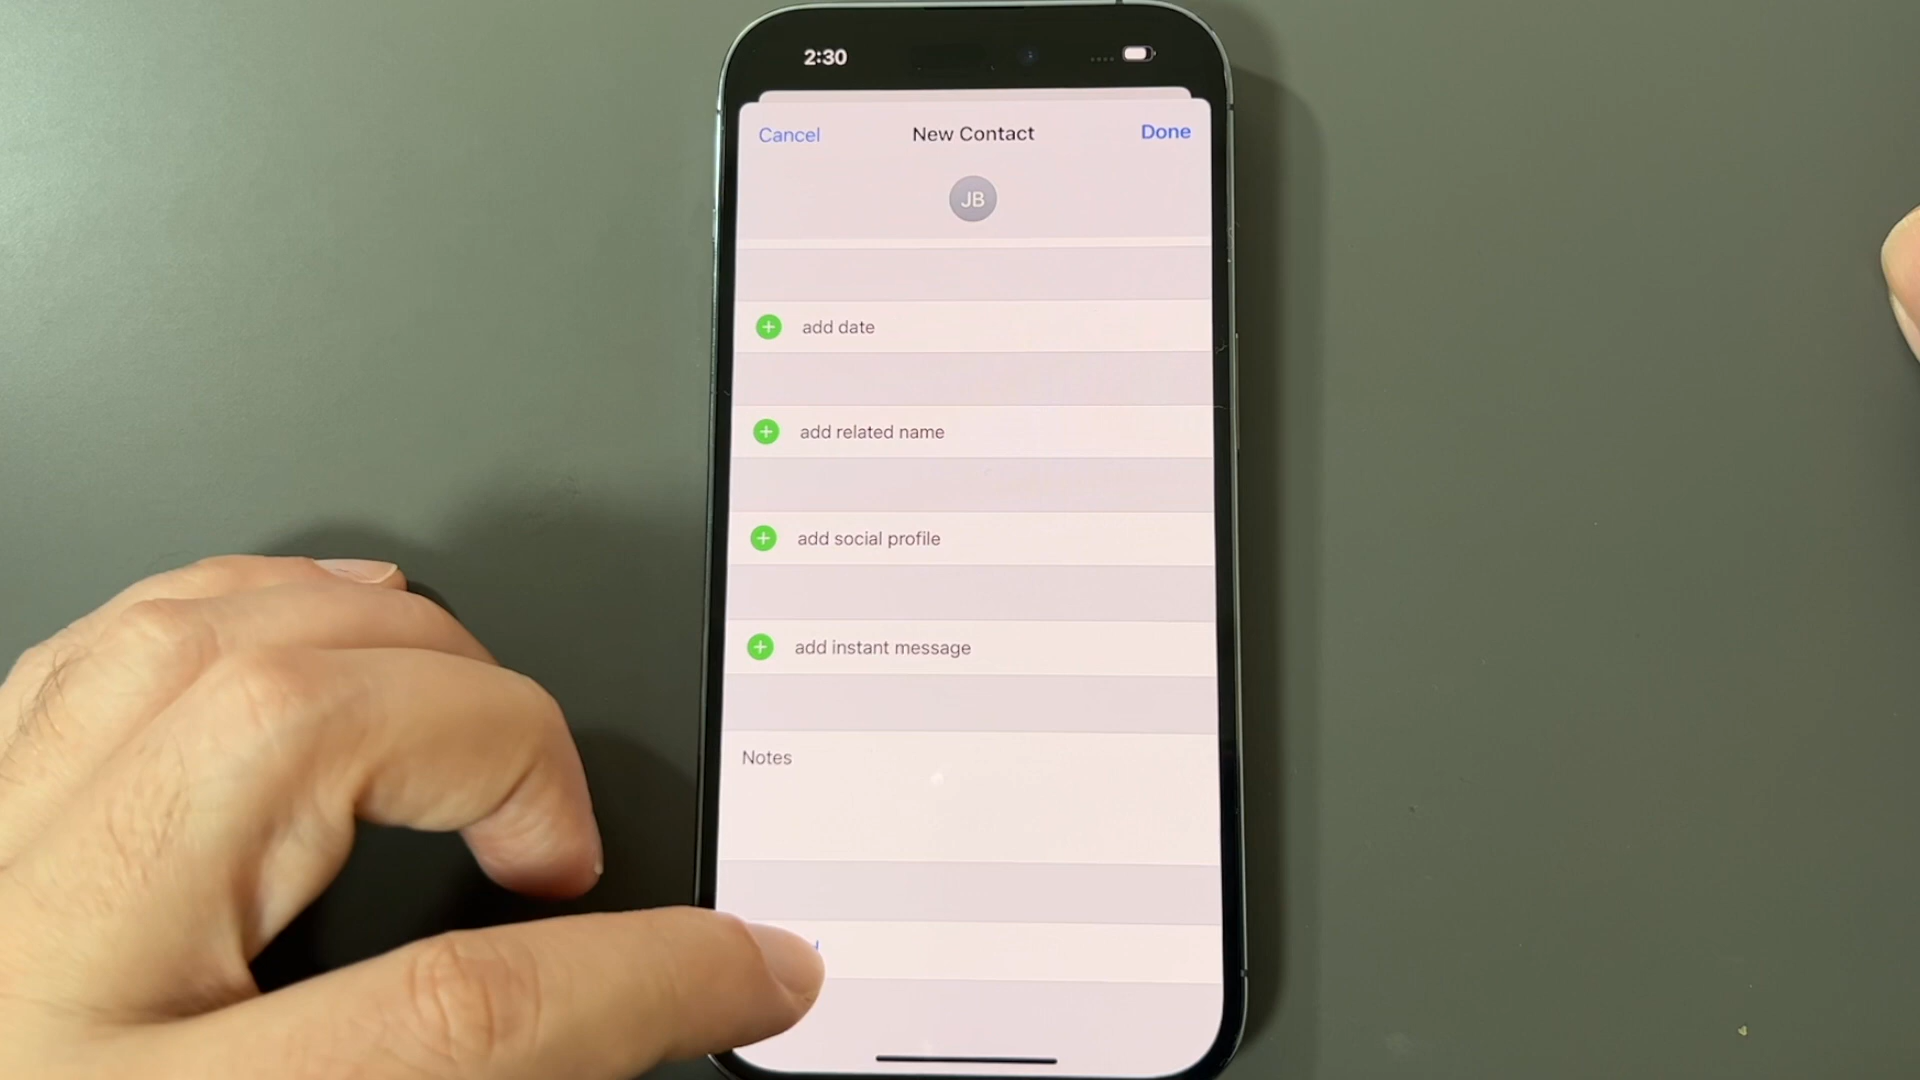 2:30
Cancel New Contact Done
JB
add date
add related name
add social profile
add instant message
Notes